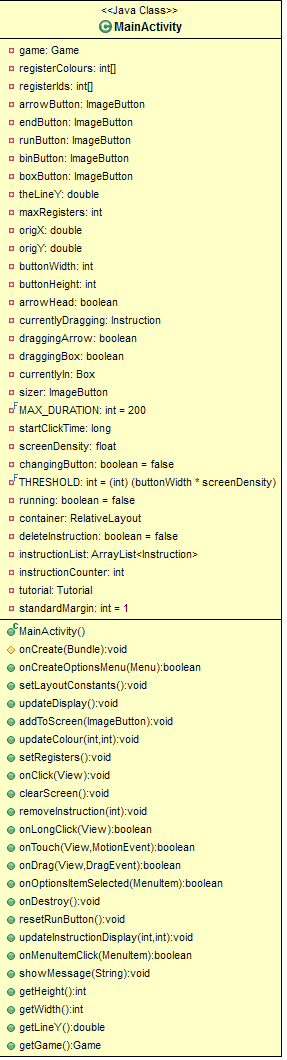 <<Java Class>>
MainActivity
game: Game
registerColours: int[]
registerIds: int[]
arrowButton: ImageButton
endButton: ImageButton
runButton: ImageButton
binButton: ImageButton
boxButton: ImageButton
theLineY: double
maxRegisters: int
origX: double
origY: double
buttonWidth: int
buttonHeight: int
arrowHead: boolean
currentlyDragging: Instruction
draggingArrow: boolean
draggingBox: boolean
currentlyIn: Box
sizer: ImageButton
MAX_DURATION: int = 200
startClickTime: long
screenDensity: float
changingButton: boolean = false
THRESHOLD: int = (int) (buttonWidth * screenDensity)
running: boolean = false
container: RelativeLayout
deleteInstruction: boolean = false
instructionList: ArrayList<Instruction>
instructionCounter: int
tutorial: Tutorial
standardMargin: int = 1
MainActivity()
onCreate(Bundle):void
onCreateOptionsMenu(Menu):boolean
setLayoutConstants():void
updateDisplay():void
addToScreen(ImageButton):void
updateColour(int,int):void
setRegisters():void
onClick(View):void
clearScreen():void
removeInstruction(int):void
onLongClick(View):boolean
onTouch(View,MotionEvent):boolean
onDrag(View,DragEvent):boolean
onOptionsItemSelected(MenuItem):boolean
onDestroy():void
resetRunButton():void
updateInstructionDisplay(int,int):void
onMenuItemClick(MenuItem):boolean
showMessage(String):void
getHeight():int
getWidth():int
getLineY():double
getGame():Game